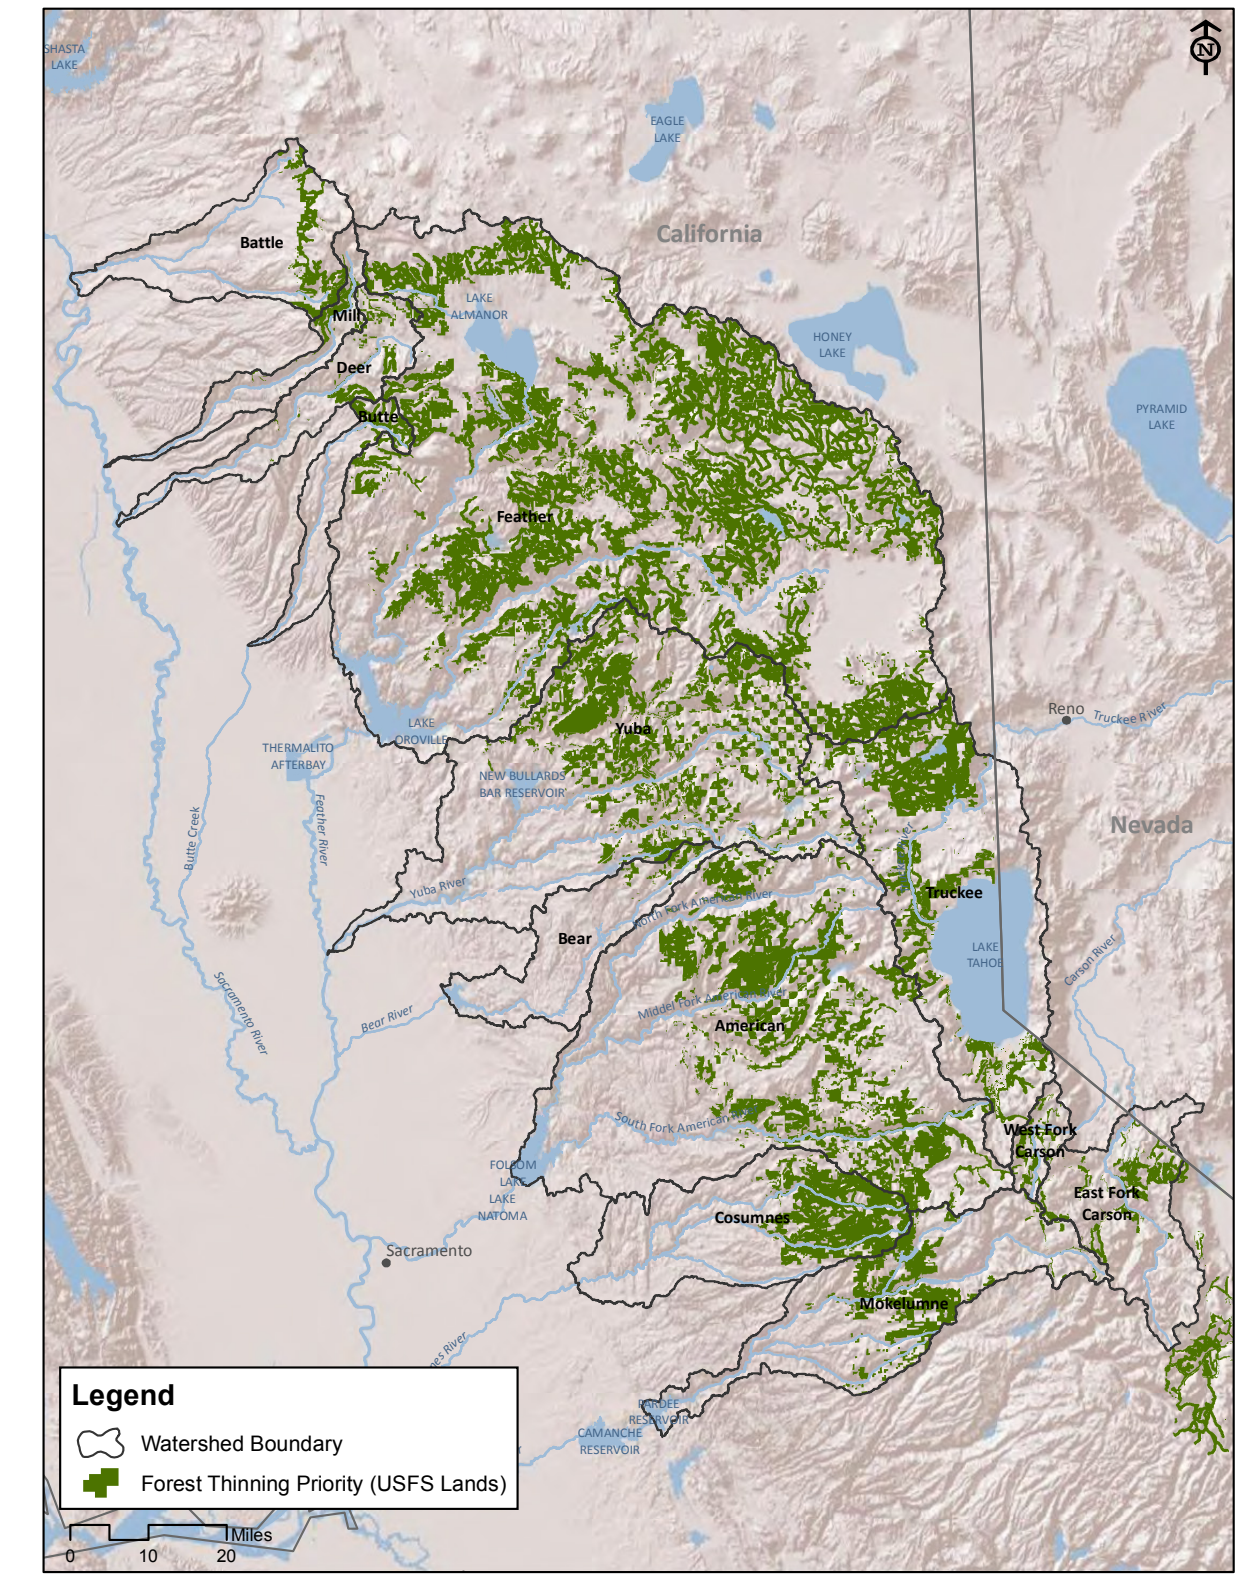 N
SHASTA
LAKE
EAGLE
LAKE
California
Battle
LAKE
ALMANOR
Mill
HONEY
LAKE
Deer
PYRAMID
LAKE
Butte
Feather
Reno
Truckee River
LAKE
OROVILLE
Yuba
THERMALITO
AFTERBAY
NEW BULLARDS
BAR RESERVOIR
Nevada
Butte Creek
Feather River
Yuba River
Truckee
North Fork American River
Bear
LAKE
TAHOE
Carson River
Sacramento River
Bear River
Middel Fork American River
American
South Fork American River
West Fork
Carson
FOLSOM
LAKE
LAKE
NATOMA
East Fork
Carson
Cosumnes
Sacramento
Mokelumne
nes River
PARDEE
RESERVOIR
CAMANCHE
RESERVOIR
Legend
Watershed Boundary
Forest Thinning Priority (USFS Lands)
Miles
0 10 20